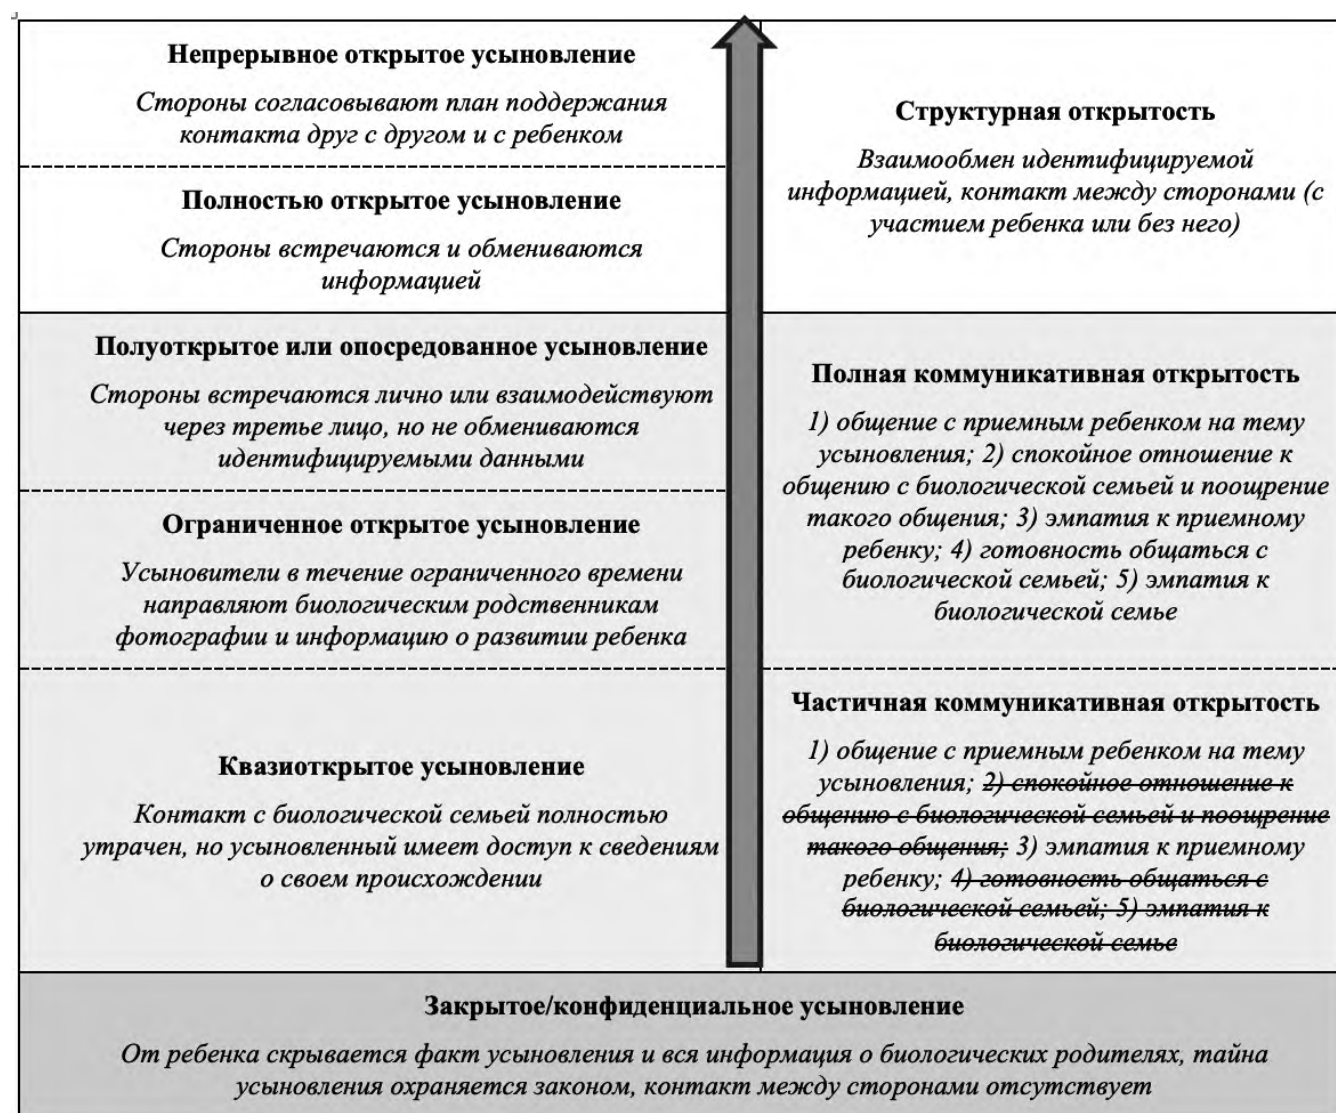 Непрерывное открытое усыновление
Стороны согласовывают план поддержания
контакта друг с другом и с ребенком
Полностью открытое усыновление
Стороны встречаются и обмениваются
информацией
Структурная открытость
Взаимообмен идентифицируемой
информацией, контакт между сторонами (с
участием ребенка или без него)
Полуоткрытое или опосредованное усыновление
Стороны встречаются лично или взаимодействуют
через третье лицо, но не обмениваются
идентифицируемыми данными
Ограниченное открытое усыновление
Усыновители в течение ограниченного времени
направляют биологическим родственникам
фотографии и информацию о развитии ребенка
Полная коммуникативная открытость
1) общение с приемным ребенком на тему
усыновления; 2) спокойное отношение к
общению с биологической семьей и поощрение
такого общения; 3) эмпатия к приемному
ребенку; 4) готовность общаться с
биологической семьей; 5) эмпатия к
биологической семье
Квазиоткрытое усыновление
Контакт с биологической семьей полностью
утрачен, но усыновленный имеет доступ к сведениям
о своем происхождении
Частичная коммуникативная открытость
1) общение с приемным ребенком на тему
усыновления; 2) спокойное отношение к
общению с биологической семьей и поощрение
такого общения; 3) эмпатия к приемному
ребенку; 4) готовность общаться с
биологической семьей; 5) эмпатия к
биологической семье
Закрытое/конфиденциальное усыновление
От ребенка скрывается факт усыновления и вся информация о биологических родителях, тайна
усыновления охраняется законом, контакт между сторонами отсутствует